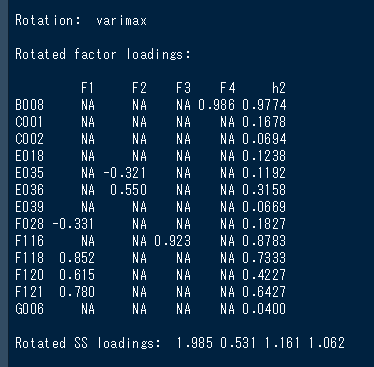 Rotation:  varimax
Rotated factor loadings:
F1 F2 F3 F4 h2
B008 NA NA NA 0.986 0.9774
C001 NA NA NA NA 0.1678
C002 NA NA NA NA 0.0694
E018 NA NA NA NA 0.1238
E035 NA -0.321 NA NA 0.1192
E036 NA 0.550 NA NA 0.3158
E039 NA NA NA NA 0.0669
F028 -0.331 NA NA NA 0.1827
F116 NA NA 0.923 NA 0.8783
F118 0.852 NA NA NA 0.7333
F120 0.615 NA NA NA 0.4227
F121 0.780 NA NA NA 0.6427
G006 NA NA NA NA 0.0400
Rotated SS loadings:  1.985 0.531 1.161 1.062